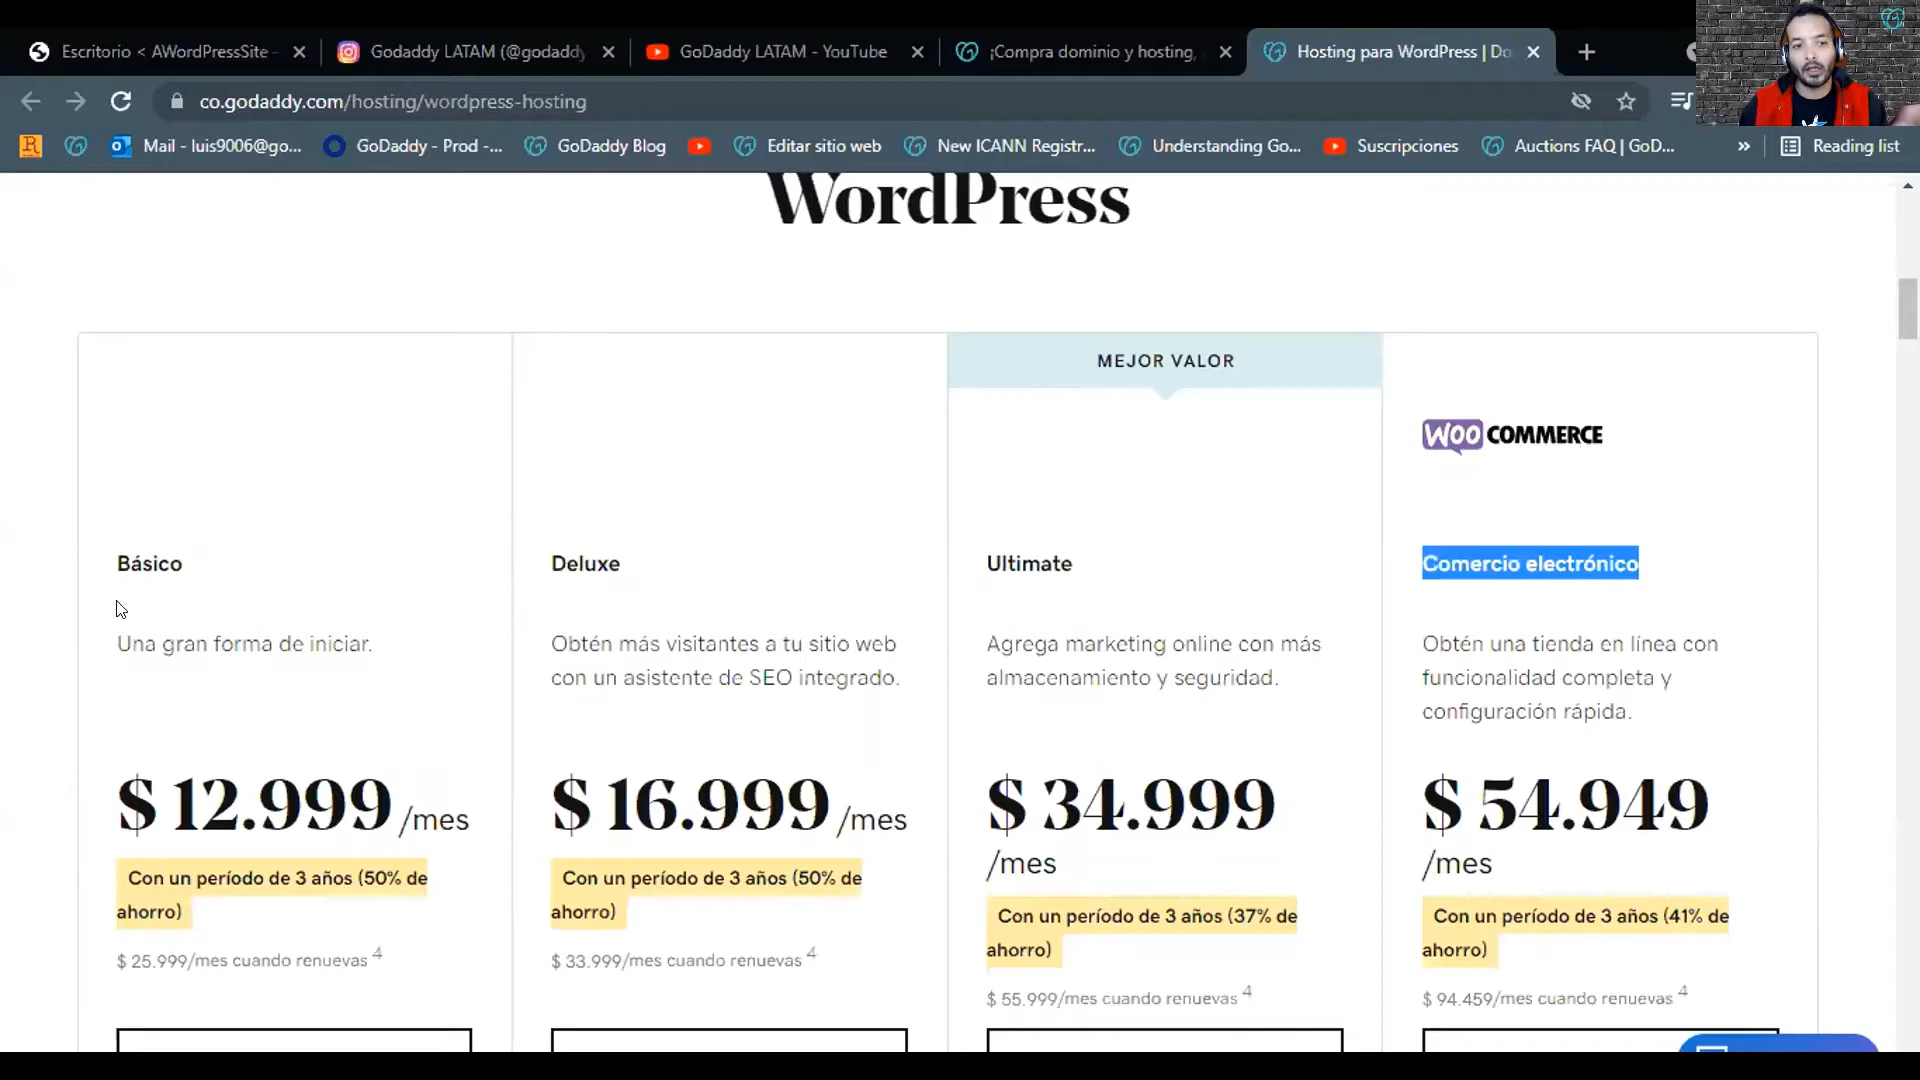 Escritorio < AWordPressSite -
Godaddy LATAM (@godaddy
GoDaddy LATAM - YouTube
¡Compra dominio y hosting,
Hosting para WordPress | Do
co.godaddy.com/hosting/wordpress-hosting
Mail - luis9006@go...
GoDaddy - Prod -...
GoDaddy Blog
Editar sitio web
New ICANN Registr...
Understanding Go...
Suscripciones
Auctions FAQ | GoD...
»
Reading list
WordPress
MEJOR VALOR
WOO COMMERCE
Básico
Una gran forma de iniciar.
$ 12.999 /mes
Con un período de 3 años (50% de
ahorro)
$ 25.999/mes cuando renuevas 4
Deluxe
Obtén más visitantes a tu sitio web
con un asistente de SEO integrado.
$ 16.999 /mes
Con un período de 3 años (50% de
ahorro)
$ 33.999/mes cuando renuevas 4
Ultimate
Agrega marketing online con más
almacenamiento y seguridad.
$ 34.999
/mes
Con un período de 3 años (37% de
ahorro)
$ 55.999/mes cuando renuevas 4
Comercio electrónico
Obtén una tienda en línea con
funcionalidad completa y
configuración rápida.
$ 54.949
/mes
Con un período de 3 años (41% de
ahorro)
$ 94.459/mes cuando renuevas 4